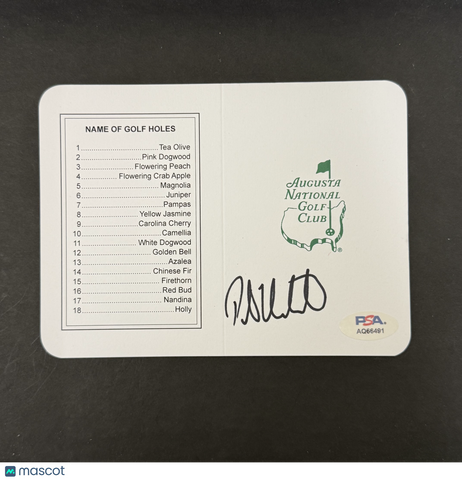 NAME OF GOLF HOLES
1 Tea Olive
2 Pink Dogwood
3 Flowering Peach
4 Flowering Crab Apple
5 Magnolia
6 Juniper
7 Pampas
8 Yellow Jasmine
9 Carolina Cherry
10 Camellia
11 White Dogwood
12 Golden Bell
13 Azalea
14 Chinese Fir
15 Firethorn
16 Red Bud
17 Nandina
18 Holly
AUGUSTA
NATIONAL
GOLF
CLUB
®
PSA.
AQ66491
mascot